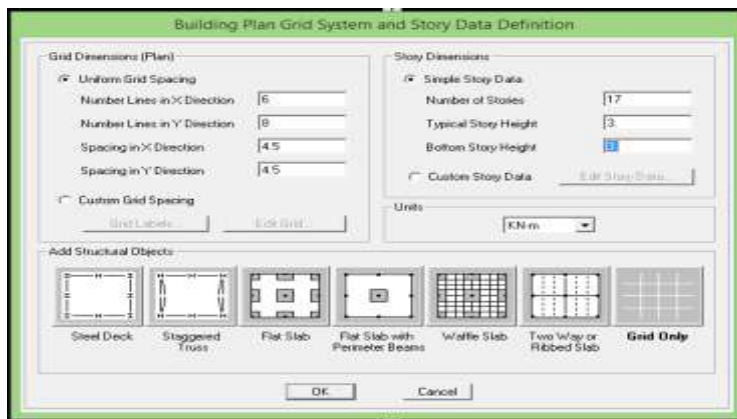 Building Plan Grid System and Story Data Definition
Grid Dimensions (Plan)
Uniform Grid Spacing
Number Lines in X Direction 6
Number Lines in Y Direction 8
Spacing in X Direction 4.5
Spacing in Y Direction 4.5
Custom Grid Spacing
Grid Labels... Edit Grid...
Story Dimensions
Simple Story Data
Number of Stories 17
Typical Story Height 3.
Bottom Story Height
Custom Story Data Edit Story Data...
Units
KN-m
Add Structural Objects
Steel Deck
Staggered
Truss
Flat Slab
Flat Slab with
Perimeter Beams
Waffle Slab
Two Way or
Ribbed Slab
Grid Only
OK Cancel